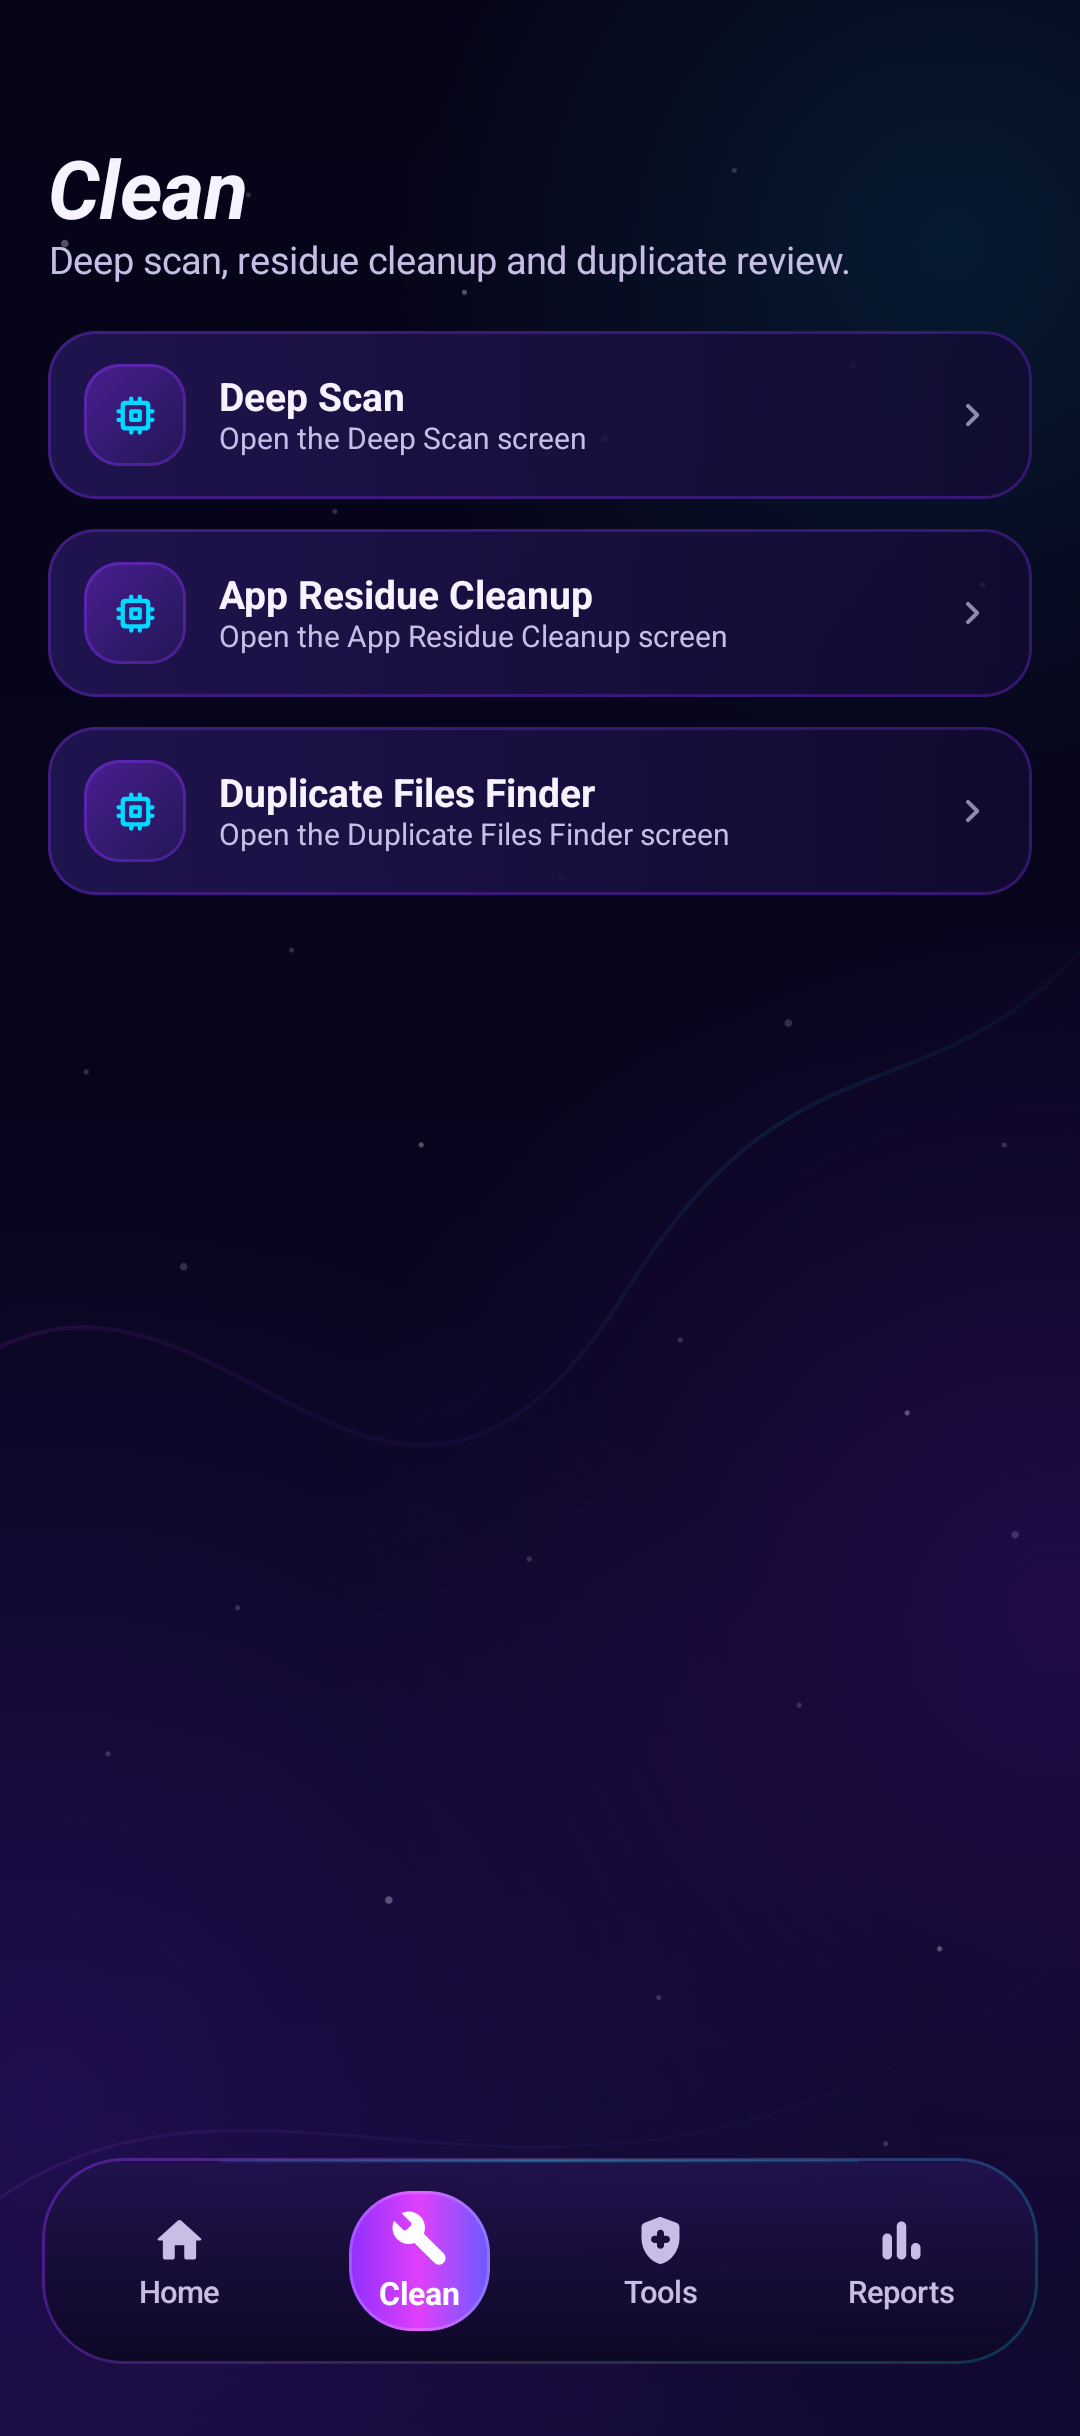 Clean
Deep scan, residue cleanup and duplicate review.
Deep Scan
Open the Deep Scan screen
App Residue Cleanup
Open the App Residue Cleanup screen
Duplicate Files Finder
Open the Duplicate Files Finder screen
Home
Clean
Tools
Reports